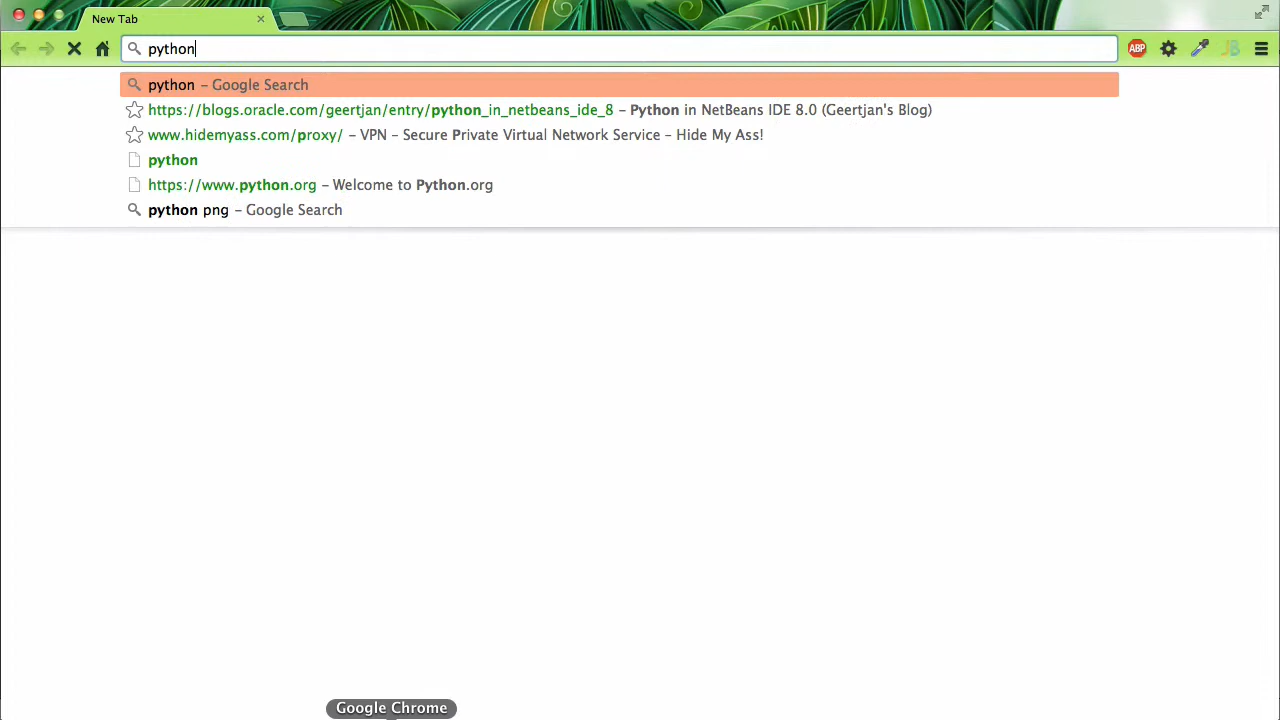 New Tab
python
ABP
JB
python – Google Search
https://blogs.oracle.com/geertjan/entry/python_in_netbeans_ide_8 – Python in NetBeans IDE 8.0 (Geertjan's Blog)
www.hidemyass.com/proxy/ – VPN – Secure Private Virtual Network Service – Hide My Ass!
python
https://www.python.org – Welcome to Python.org
python png – Google Search
Google Chrome